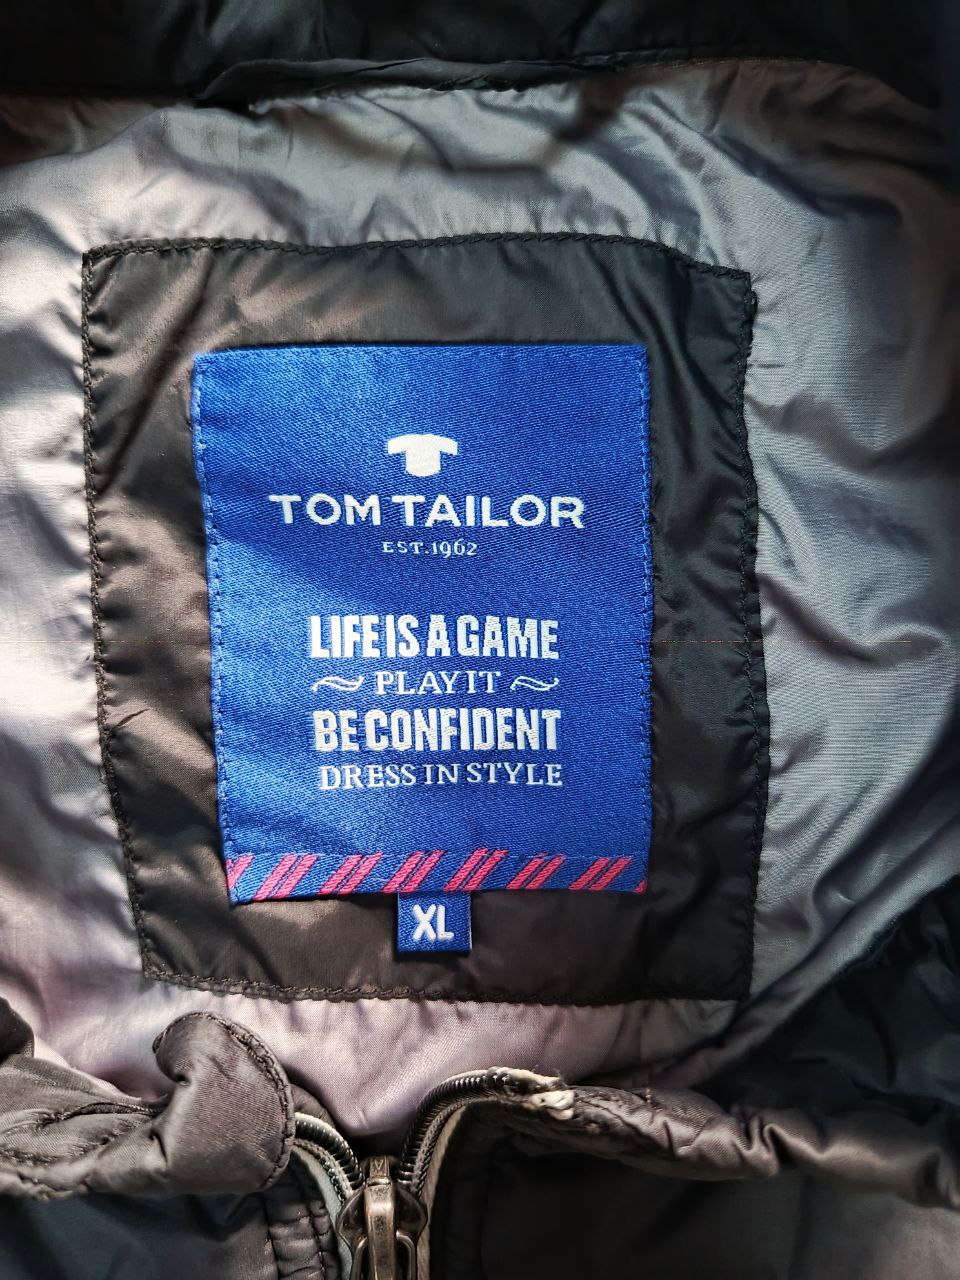 TOM TAILOR
EST.1962
LIFE IS A GAME
PLAY IT
BE CONFIDENT
DRESS IN STYLE
XL